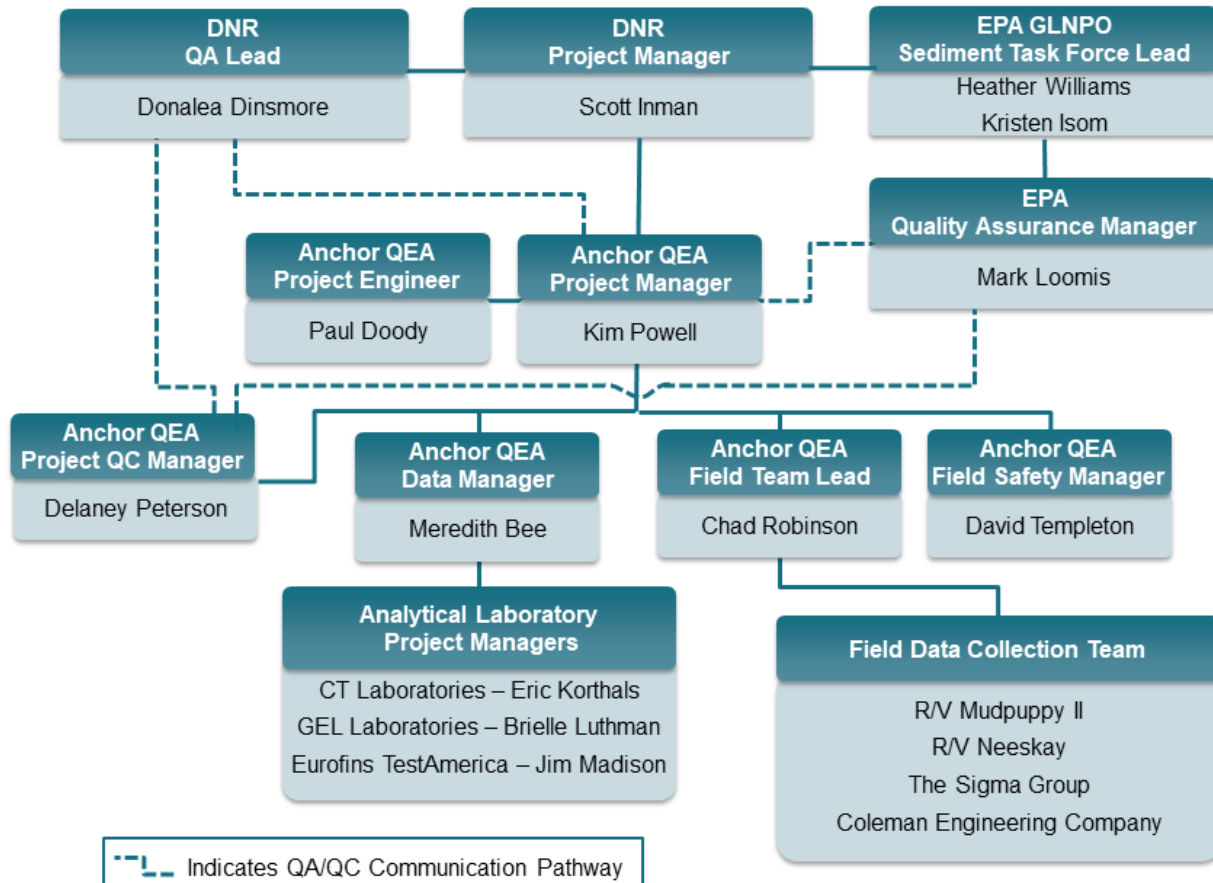 DNR
QA Lead
Donalea Dinsmore
DNR
Project Manager
Scott Inman
EPA GLNPO
Sediment Task Force Lead
Heather Williams
Kristen Isom
EPA
Quality Assurance Manager
Mark Loomis
Anchor QEA
Project Engineer
Paul Doody
Anchor QEA
Project Manager
Kim Powell
Anchor QEA
Project QC Manager
Delaney Peterson
Anchor QEA
Data Manager
Meredith Bee
Anchor QEA
Field Team Lead
Chad Robinson
Anchor QEA
Field Safety Manager
David Templeton
Analytical Laboratory
Project Managers
CT Laboratories – Eric Korthals
GEL Laboratories – Brielle Luthman
Eurofins TestAmerica – Jim Madison
Field Data Collection Team
R/V Mudpuppy II
R/V Neeskay
The Sigma Group
Coleman Engineering Company
Indicates QA/QC Communication Pathway